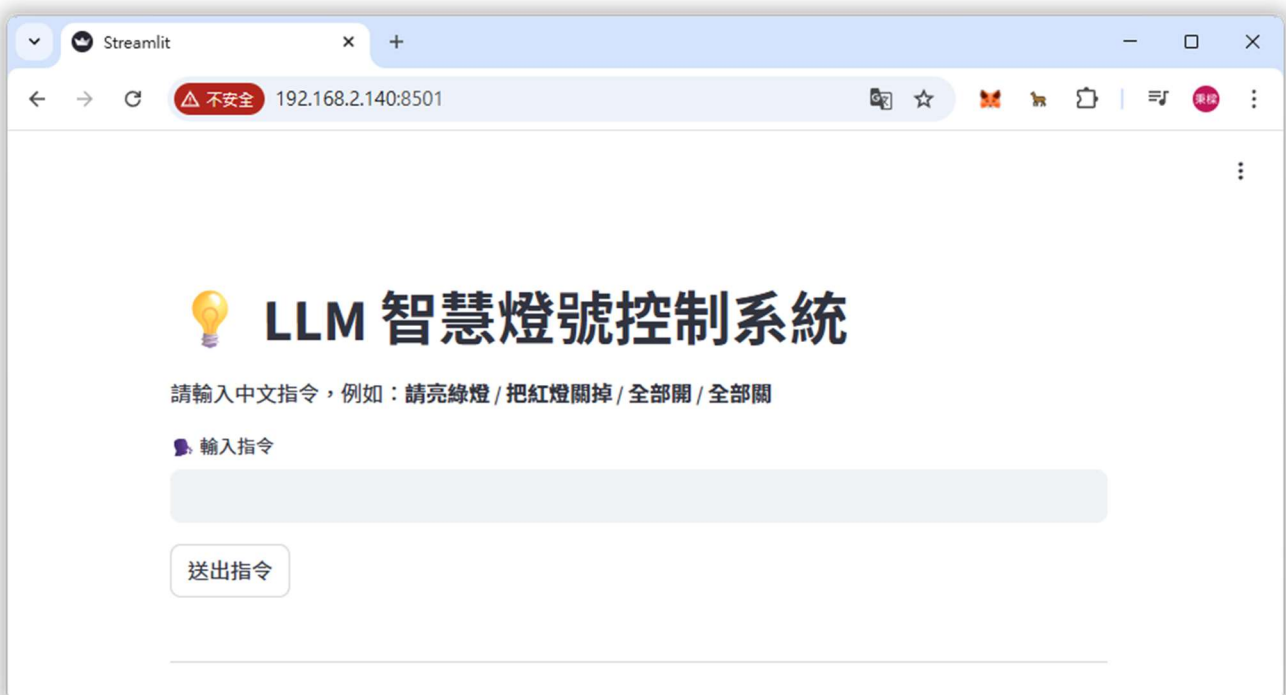 Streamlit
不安全 192.168.2.140:8501
秉樑
LLM 智慧燈號控制系統
請輸入中文指令，例如：請亮綠燈 / 把紅燈關掉 / 全部開 / 全部關
輸入指令
送出指令